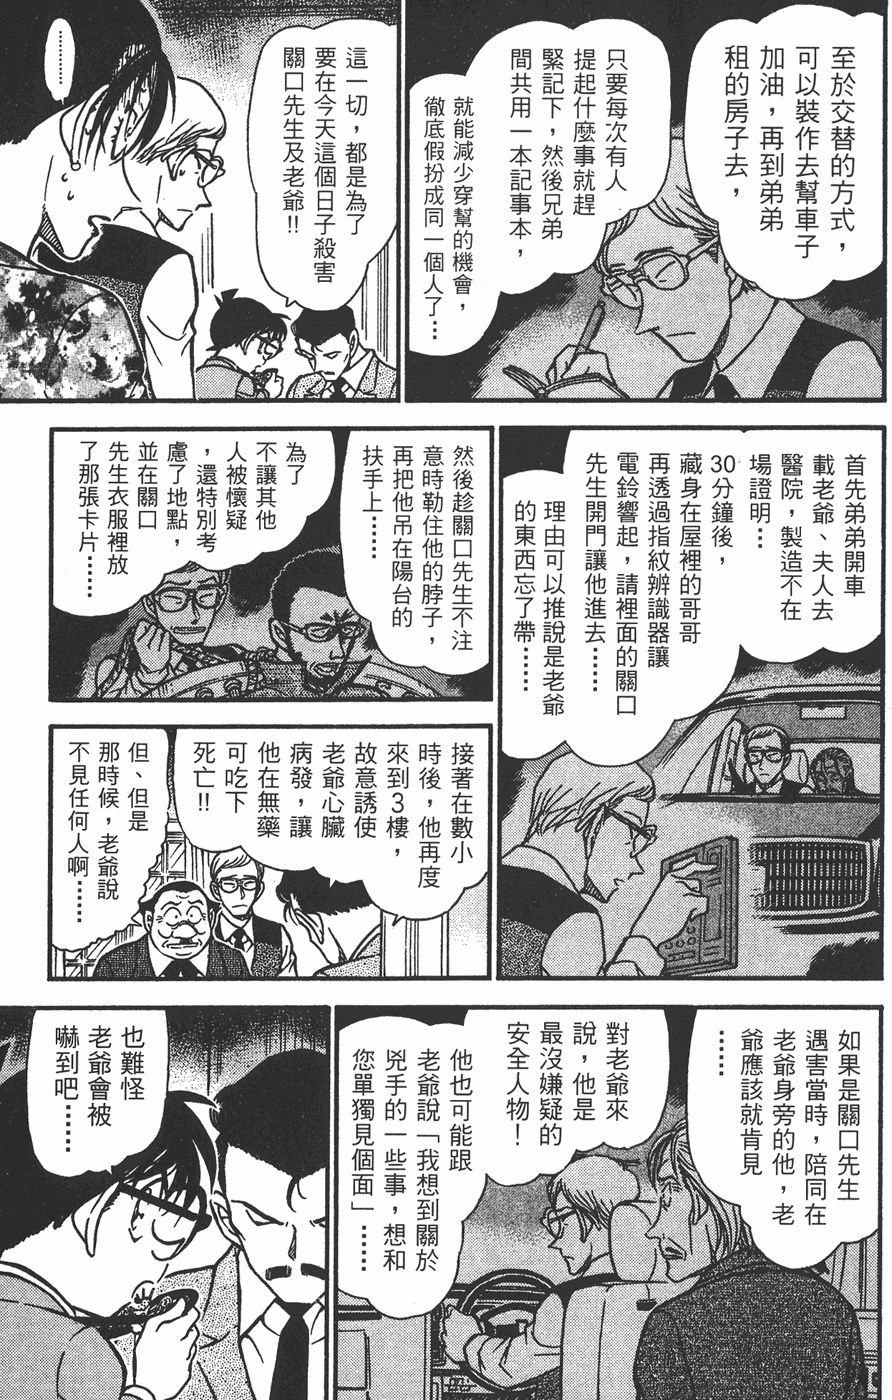 至於交替的方式，
可以裝作去幫車子
加油，再到弟弟
租的房子去，
只要每次有人
提起什麼事就趕
緊記下，然後兄弟
間共用一本記事本，
就能減少穿幫的機會，
徹底假扮成同一個人了…
這一切，都是為了
要在今天這個日子殺害
關口先生及老爺!!
………
首先弟弟開車
載老爺、夫人去
醫院，製造不在
場證明…
30分鐘後，
藏身在屋裡的哥哥
再透過指紋辨識器讓
電鈴響起，請裡面的關口
先生開門讓他進去……
理由可以推說是老爺
的東西忘了帶……
然後趁關口先生不注
意時勒住他的脖子，
再把他吊在陽台的
扶手上……
為了
不讓其他
人被懷疑
，還特別考
慮了地點，
並在關口
先生衣服裡放
了那張卡片……
接著在數小
時後，他再度
來到3樓，
故意誘使
老爺心臟
病發，讓
他在無藥
可吃下
死亡!!
但、但是
那時候，老爺說
不見任何人啊……
如果是關口先生
遇害當時，陪同在
老爺身旁的他，老
爺應該就肯見
……
對老爺來
說，他是
最沒嫌疑的
安全人物！
他也可能跟
老爺說「我想到關於
兇手的一些事，想和
您單獨見個面」……
也難怪
老爺會被
嚇到吧……